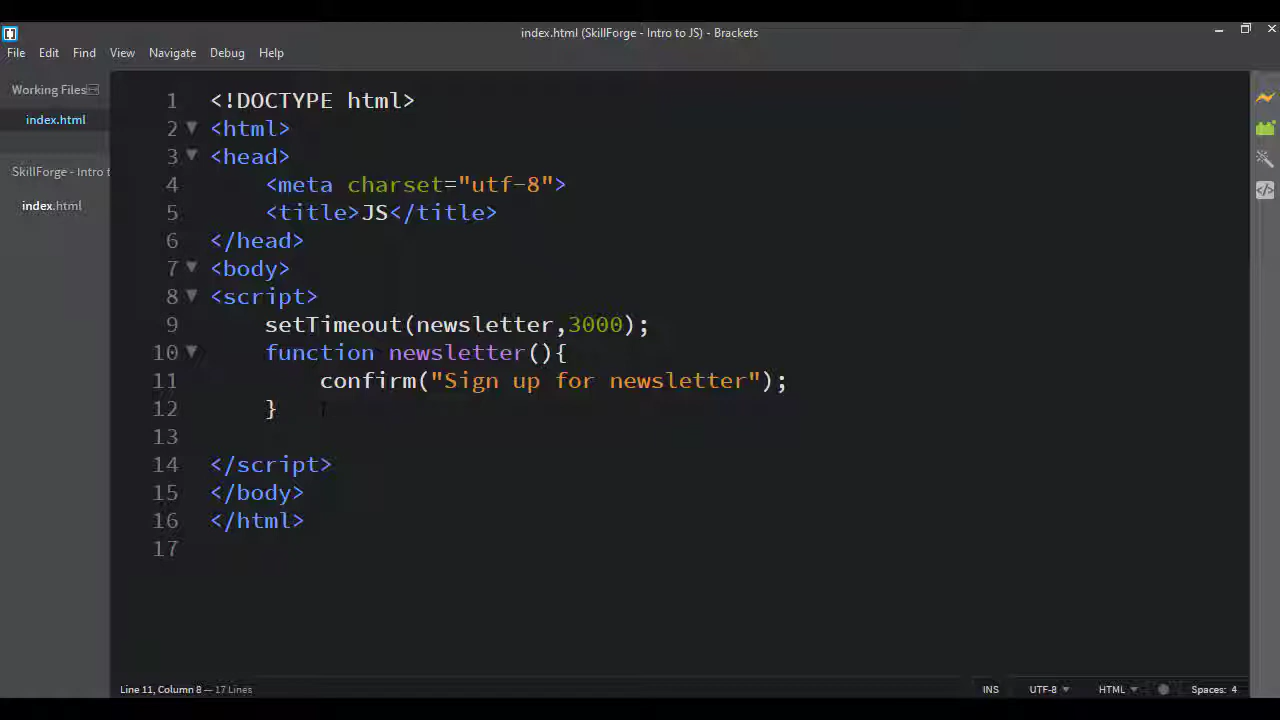 index.html (SkillForge - Intro to JS) - Brackets
File Edit Find View Navigate Debug Help
Working Files
index.html
SkillForge - Intro t
index.html
1 <!DOCTYPE html>
2 <html>
3 <head>
4 <meta charset="utf-8">
5 <title>JS</title>
6 </head>
7 <body>
8 <script>
9 setTimeout(newsletter,3000);
10 function newsletter(){
11 confirm("Sign up for newsletter");
12 }
13
14 </script>
15 </body>
16 </html>
17
Line 11, Column 8 — 17 Lines
INS UTF-8 HTML Spaces: 4